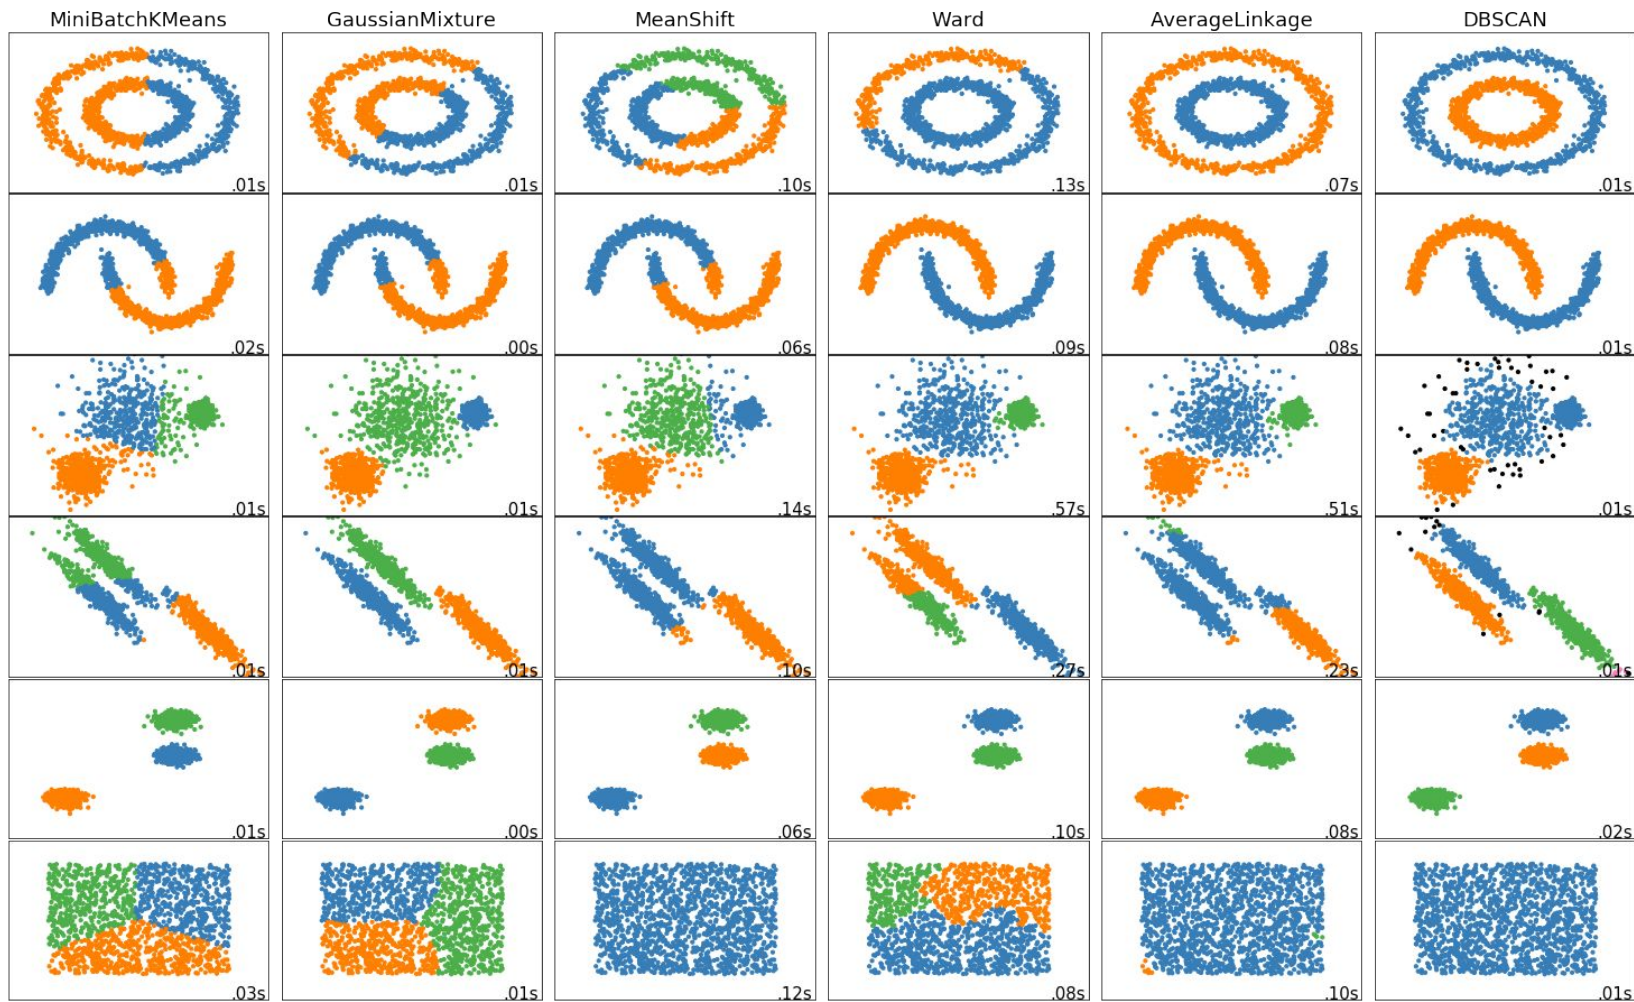 MiniBatchKMeans GaussianMixture MeanShift Ward AverageLinkage DBSCAN
.01s .01s .10s .13s .07s .01s
.02s .00s .06s .09s .08s .01s
.01s .01s .14s .57s .51s .01s
.01s .01s .10s .27s .23s .01s
.01s .00s .06s .10s .08s .02s
.03s .01s .12s .08s .10s .01s